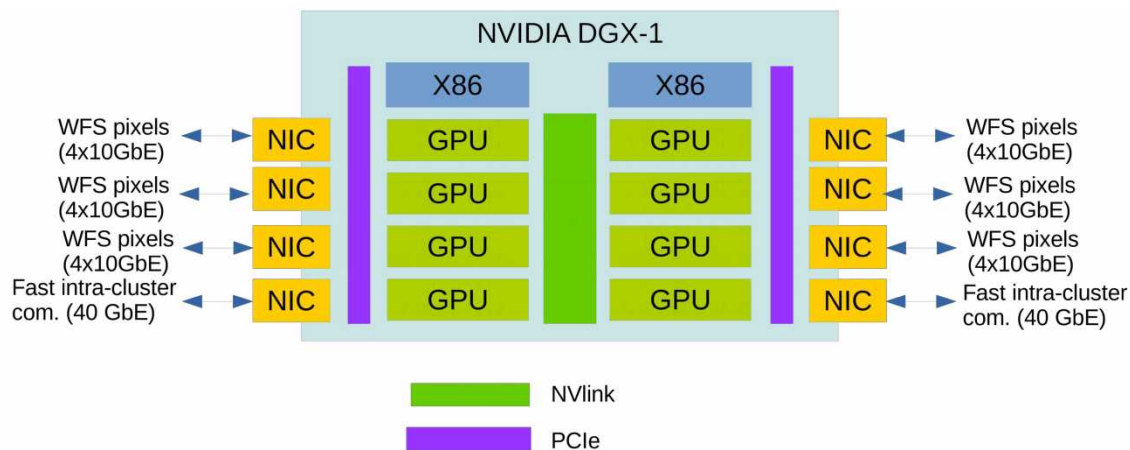 NVIDIA DGX-1
X86
X86
WFS pixels
(4x10GbE)
NIC
GPU
GPU
NIC
WFS pixels
(4x10GbE)
WFS pixels
(4x10GbE)
NIC
GPU
GPU
NIC
WFS pixels
(4x10GbE)
WFS pixels
(4x10GbE)
NIC
GPU
GPU
NIC
WFS pixels
(4x10GbE)
Fast intra-cluster
com. (40 GbE)
NIC
GPU
GPU
NIC
Fast intra-cluster
com. (40 GbE)
NVlink
PCIe